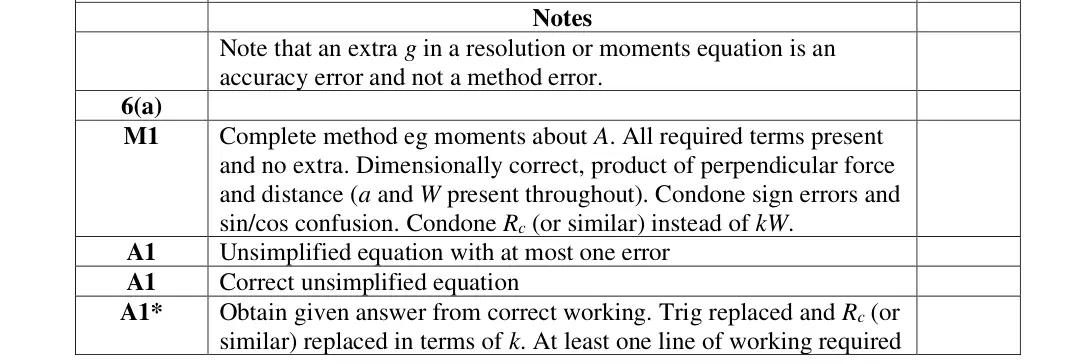 Notes
Note that an extra g in a resolution or moments equation is an
accuracy error and not a method error.
6(a)
M1 Complete method eg moments about A. All required terms present
and no extra. Dimensionally correct, product of perpendicular force
and distance (a and W present throughout). Condone sign errors and
sin/cos confusion. Condone Rc (or similar) instead of kW.
A1 Unsimplified equation with at most one error
A1 Correct unsimplified equation
A1* Obtain given answer from correct working. Trig replaced and Rc (or
similar) replaced in terms of k. At least one line of working required